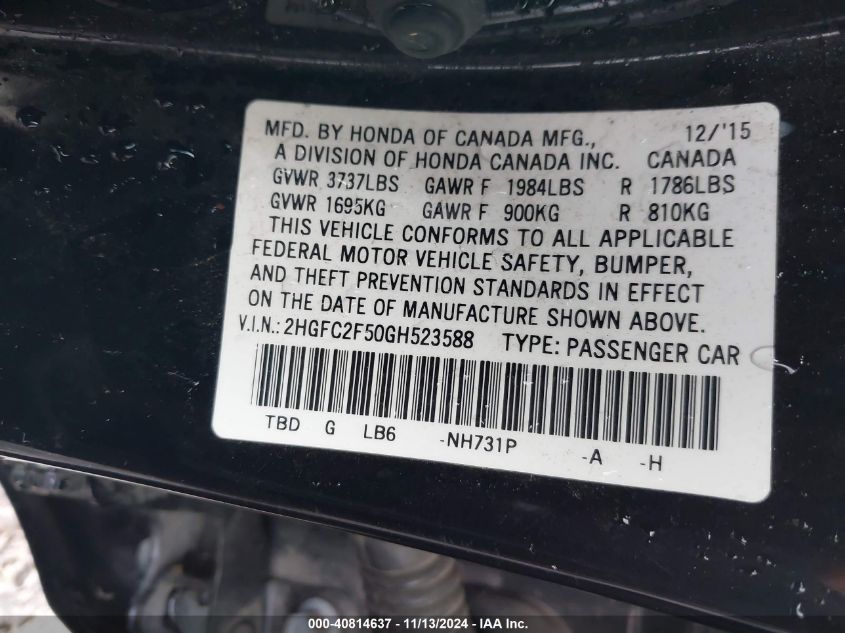 MFD. BY HONDA OF CANADA MFG., 12/'15
A DIVISION OF HONDA CANADA INC. CANADA
GVWR 3737LBS GAWR F 1984LBS R 1786LBS
GVWR 1695KG GAWR F 900KG R 810KG
THIS VEHICLE CONFORMS TO ALL APPLICABLE
FEDERAL MOTOR VEHICLE SAFETY, BUMPER,
AND THEFT PREVENTION STANDARDS IN EFFECT
ON THE DATE OF MANUFACTURE SHOWN ABOVE.
V.I.N.: 2HGFC2F50GH523588 TYPE: PASSENGER CAR
TBD G LB6 -NH731P -A -H
000-40814637 - 11/13/2024 - IAA Inc.